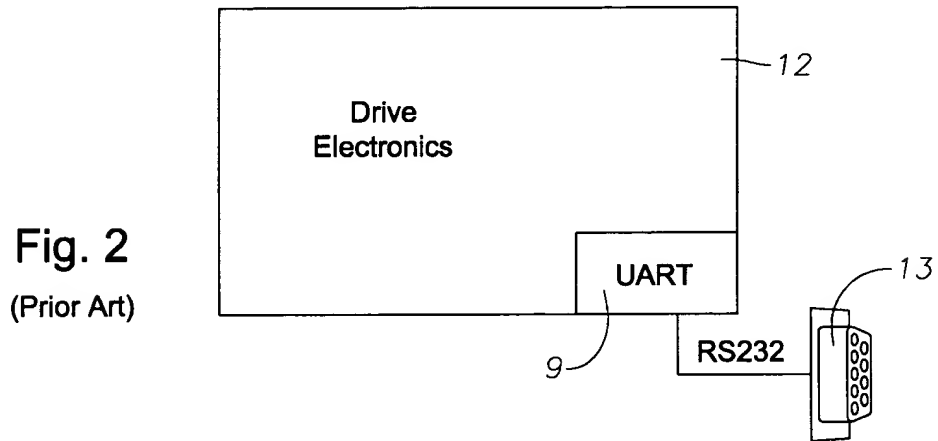 12
Drive
Electronics
Fig. 2
(Prior Art)
UART
13
9
RS232